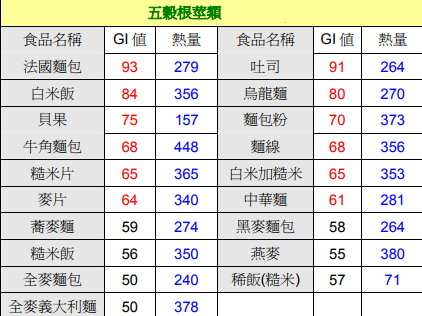 五穀根莖類
食品名稱 GI 值 熱量 食品名稱 GI 值 熱量
法國麵包 93 279 吐司 91 264
白米飯 84 356 烏龍麵 80 270
貝果 75 157 麵包粉 70 373
牛角麵包 68 448 麵線 68 356
糙米片 65 365 白米加糙米 65 353
麥片 64 340 中華麵 61 281
蕎麥麵 59 274 黑麥麵包 58 264
糙米飯 56 350 燕麥 55 380
全麥麵包 50 240 稀飯(糙米) 57 71
全麥義大利麵 50 378